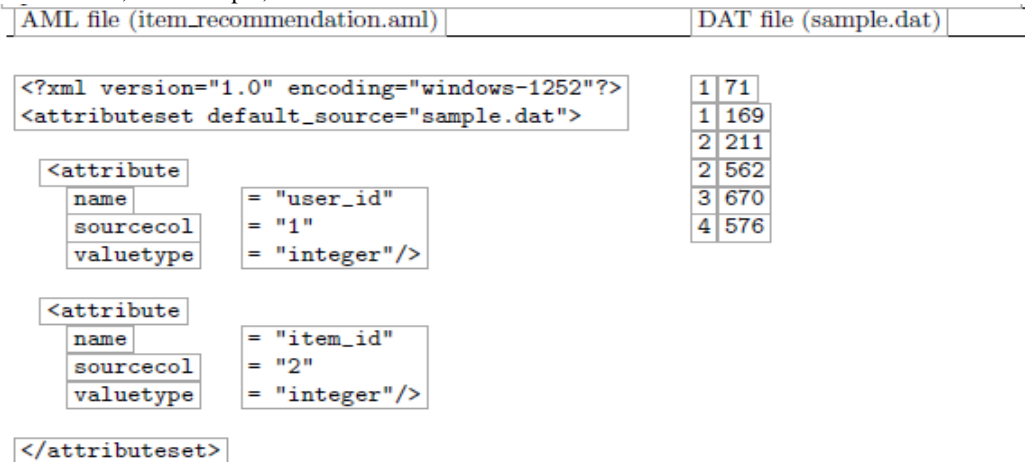 AML file (item_recommendation.aml) DAT file (sample.dat)
<?xml version="1.0" encoding="windows-1252"?> 1 71
<attributeset default_source="sample.dat"> 1 169
2 211
<attribute 2 562
name = "user_id" 3 670
sourcecol = "1" 4 576
valuetype = "integer"/>
<attribute
name = "item_id"
sourcecol = "2"
valuetype = "integer"/>
</attributeset>